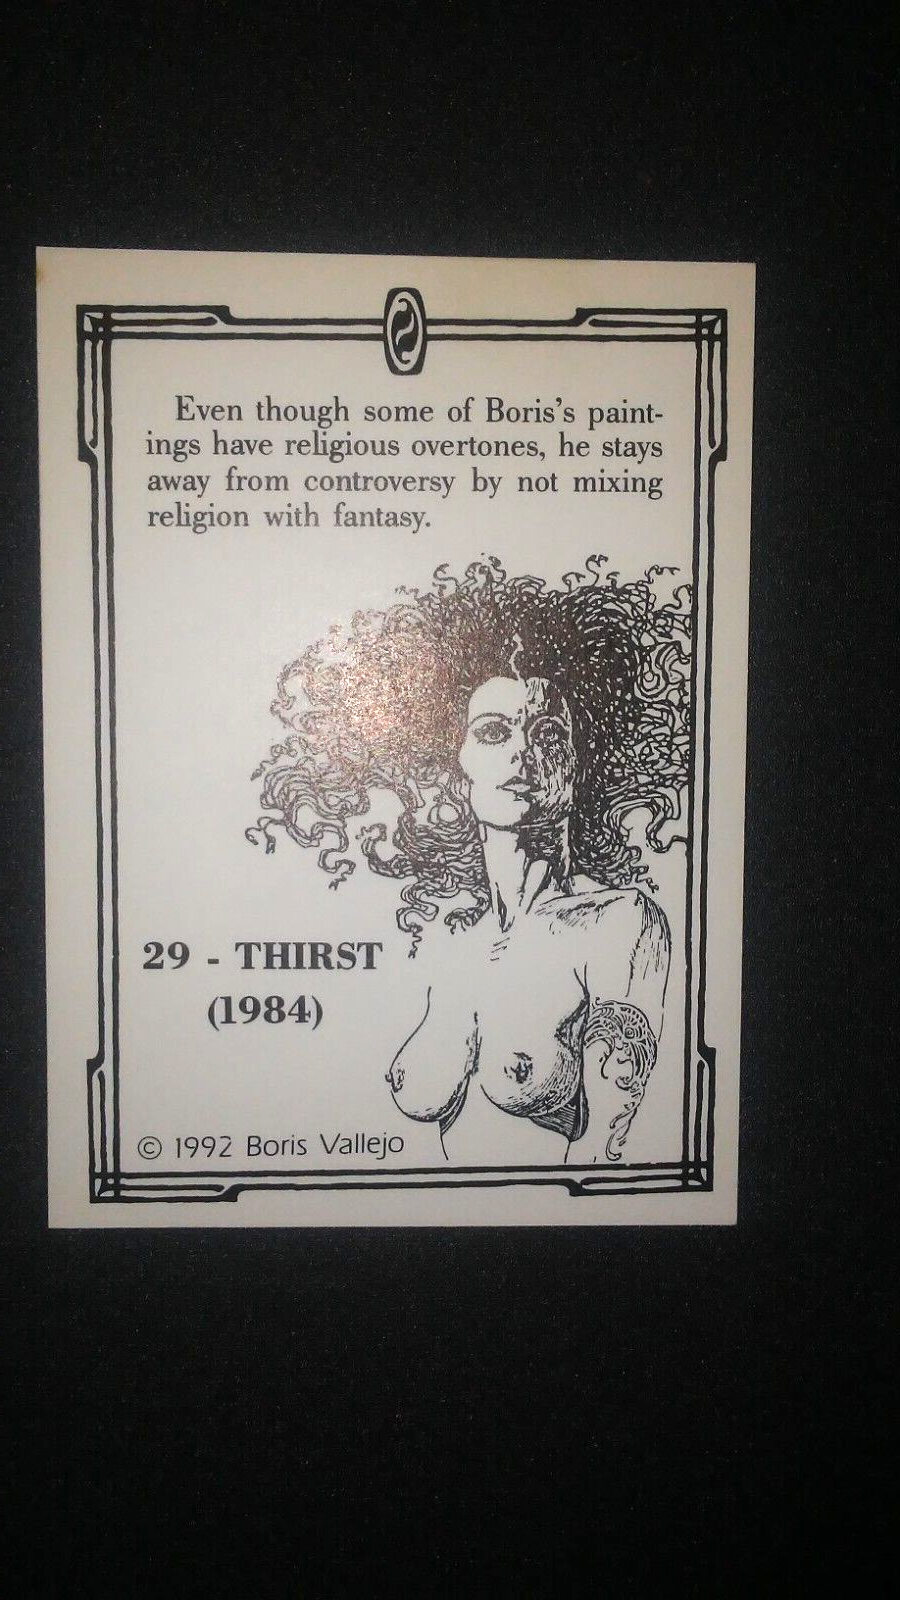 Even though some of Boris's paint-
ings have religious overtones, he stays
away from controversy by not mixing
religion with fantasy.
29 - THIRST
(1984)
© 1992 Boris Vallejo